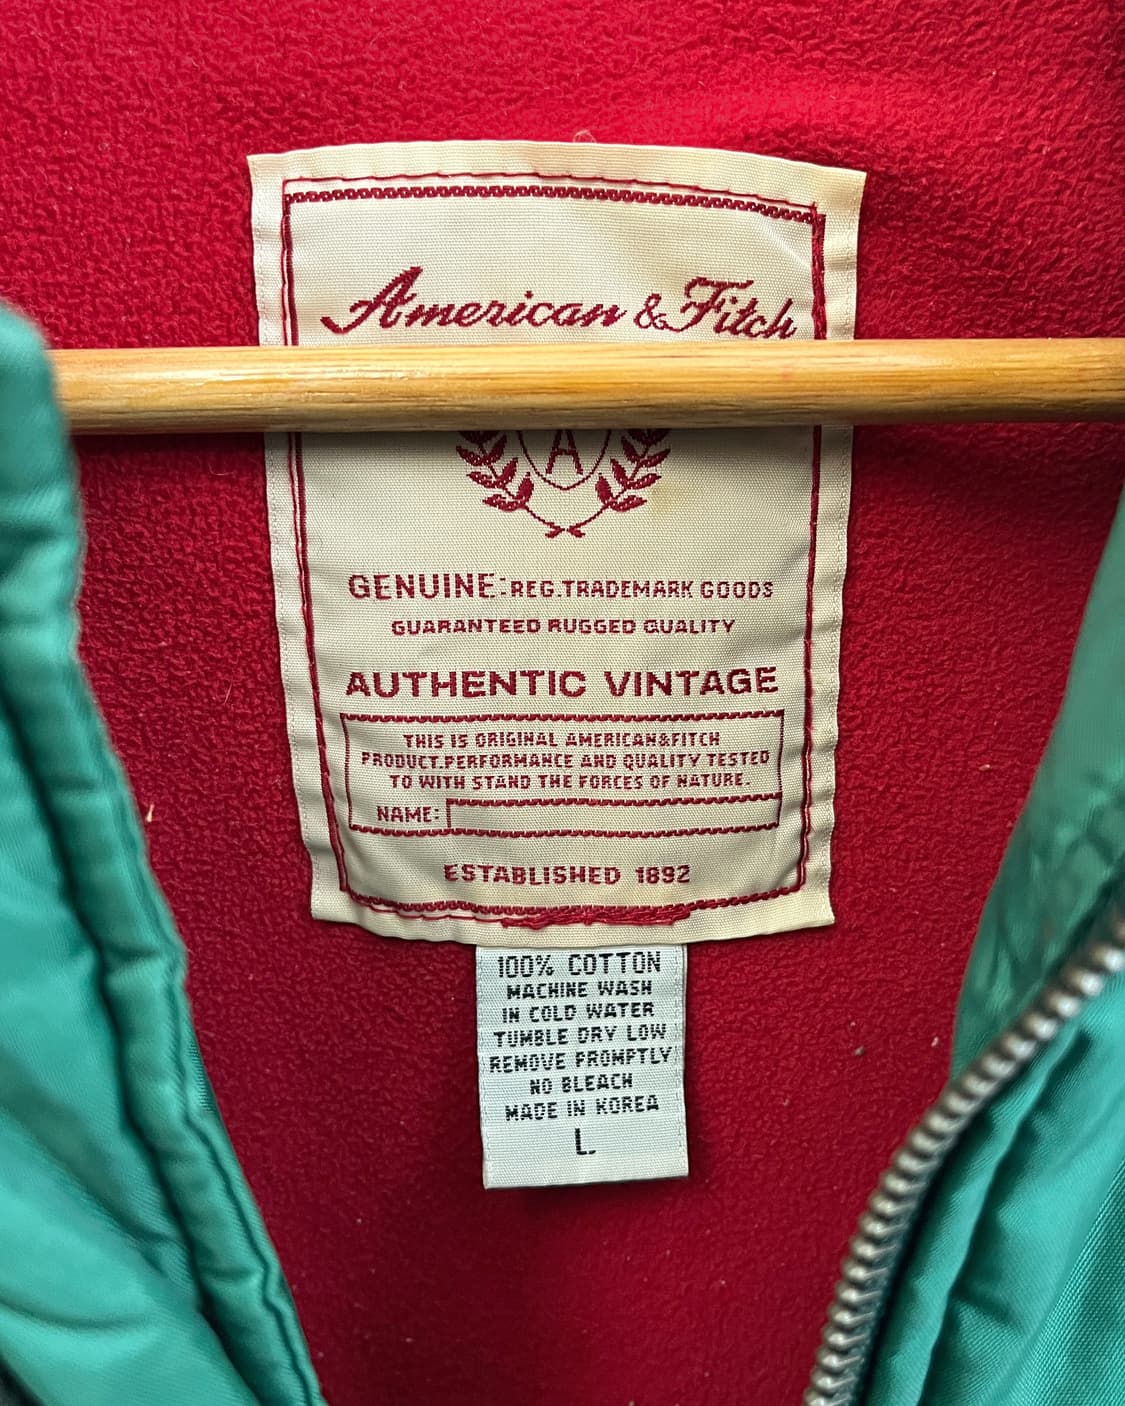 American & Fitch
A
GENUINE: REG.TRADEMARK GOODS
GUARANTEED RUGGED QUALITY
AUTHENTIC VINTAGE
THIS IS ORIGINAL AMERICAN&FITCH
PRODUCT.PERFORMANCE AND QUALITY TESTED
TO WITH STAND THE FORCES OF NATURE.
NAME:
ESTABLISHED 1892
100% COTTON
MACHINE WASH
IN COLD WATER
TUMBLE DRY LOW
REMOVE PROMPTLY
NO BLEACH
MADE IN KOREA
L